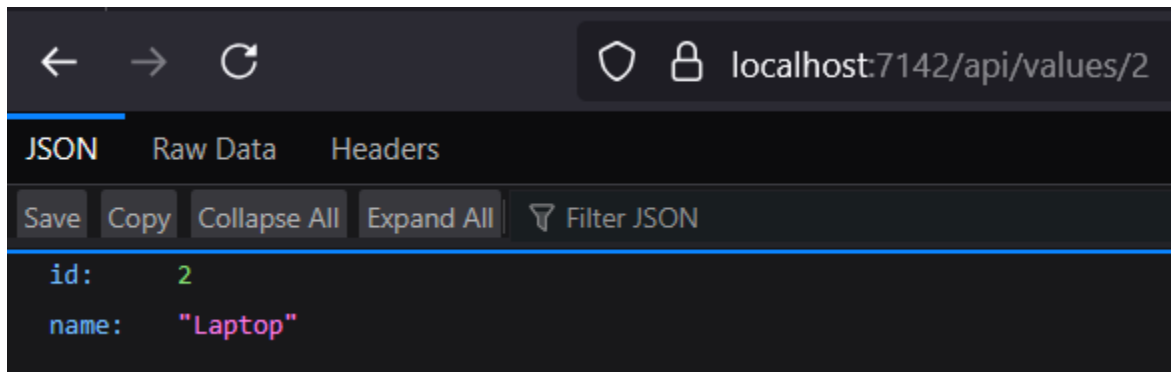 localhost:7142/api/values/2
JSON Raw Data Headers
Save Copy Collapse All Expand All Filter JSON
id: 2
name: "Laptop"